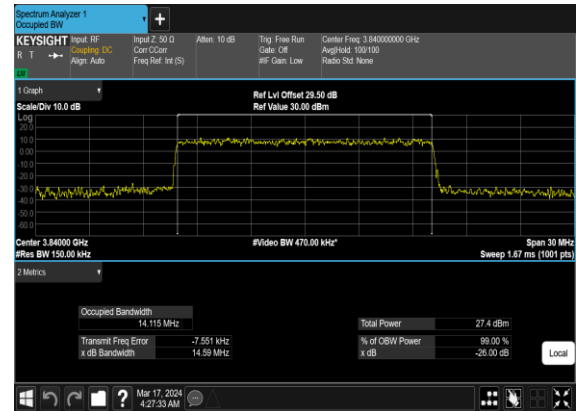 Spectrum Analyzer 1
Occupied BW
KEYSIGHT Input: RF Input Z: 50 Ω Atten: 10 dB Trig: Free Run Center Freq: 3.840000000 GHz
R T Coupling: DC Corr CCorr Gate: Off Avg|Hold: 100/100
Align: Auto Freq Ref: Int (S) #IF Gain: Low Radio Std: None
1 Graph
Scale/Div 10.0 dB
Ref Lvl Offset 29.50 dB
Ref Value 30.00 dBm
Log
20.0
10.0
0.00
-10.0
-20.0
-30.0
-40.0
-50.0
-60.0
Center 3.84000 GHz #Video BW 470.00 kHz* Span 30 MHz
#Res BW 150.00 kHz Sweep 1.67 ms (1001 pts)
2 Metrics
Occupied Bandwidth
14.115 MHz Total Power 27.4 dBm
Transmit Freq Error -7.551 kHz % of OBW Power 99.00 %
x dB Bandwidth 14.59 MHz x dB -26.00 dB
Local
? Mar 17, 2024
4:27:33 AM